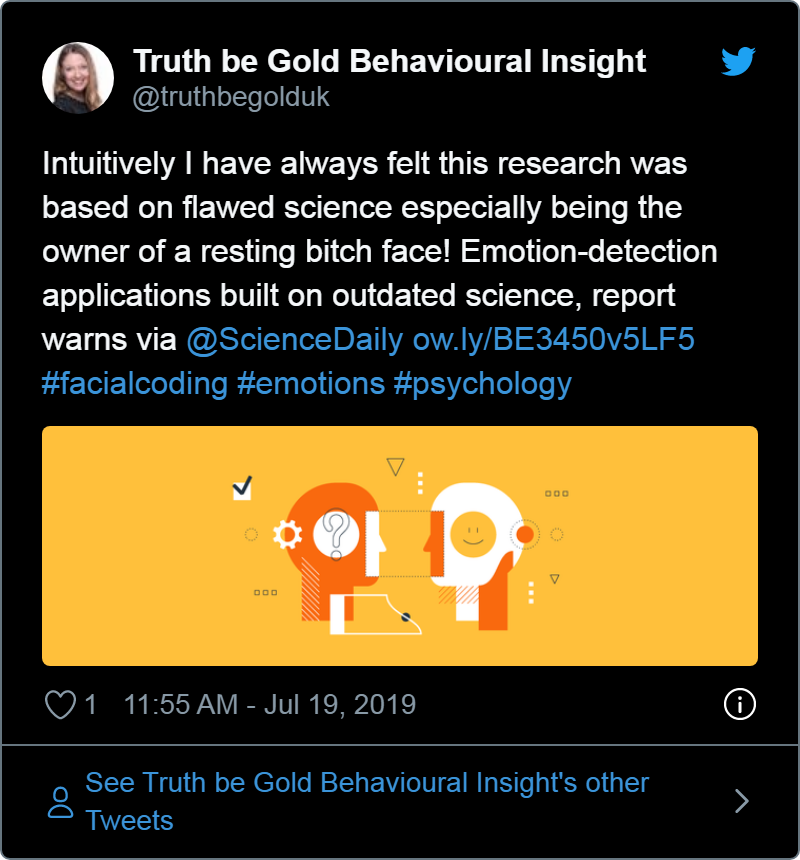 Truth be Gold Behavioural Insight
@truthbegolduk
Intuitively I have always felt this research was
based on flawed science especially being the
owner of a resting bitch face! Emotion-detection
applications built on outdated science, report
warns via @ScienceDaily ow.ly/BE3450v5LF5
#facialcoding #emotions #psychology
?
1 11:55 AM - Jul 19, 2019
See Truth be Gold Behavioural Insight's other
Tweets